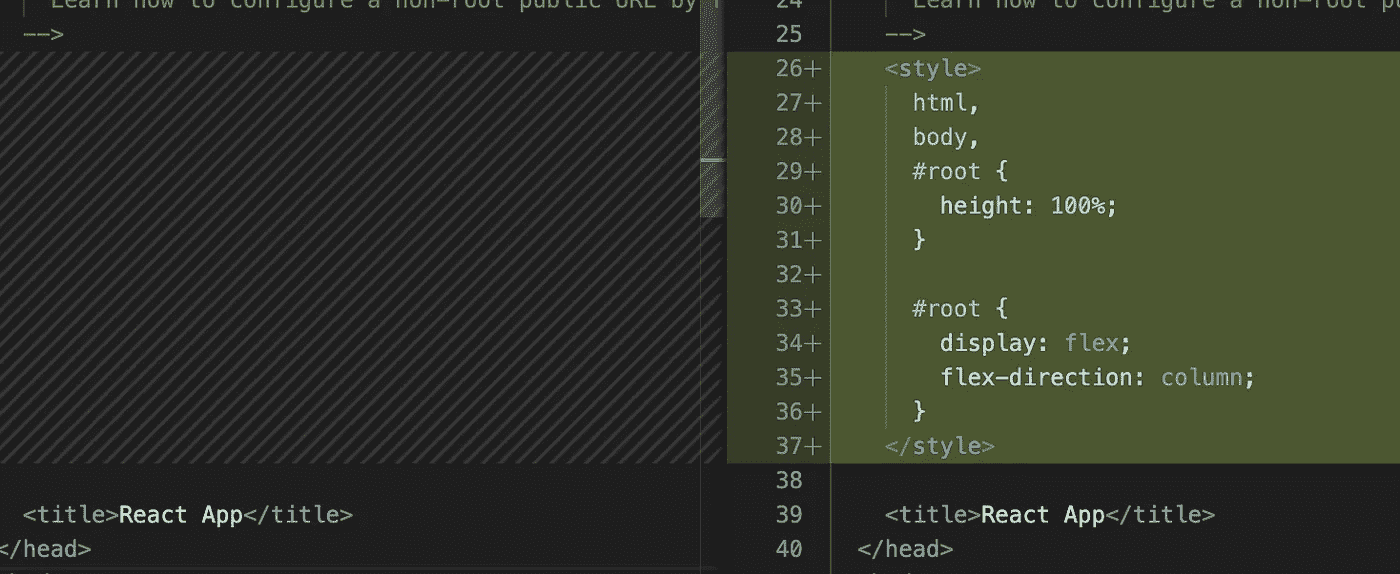 Learn how to configure a non-root public URL by r
-->
<title>React App</title>
</head>
24 Learn how to configure a non-root pu
25 -->
26+ <style>
27+ html,
28+ body,
29+ #root {
30+ height: 100%;
31+ }
32+
33+ #root {
34+ display: flex;
35+ flex-direction: column;
36+ }
37+ </style>
38
39 <title>React App</title>
40 </head>